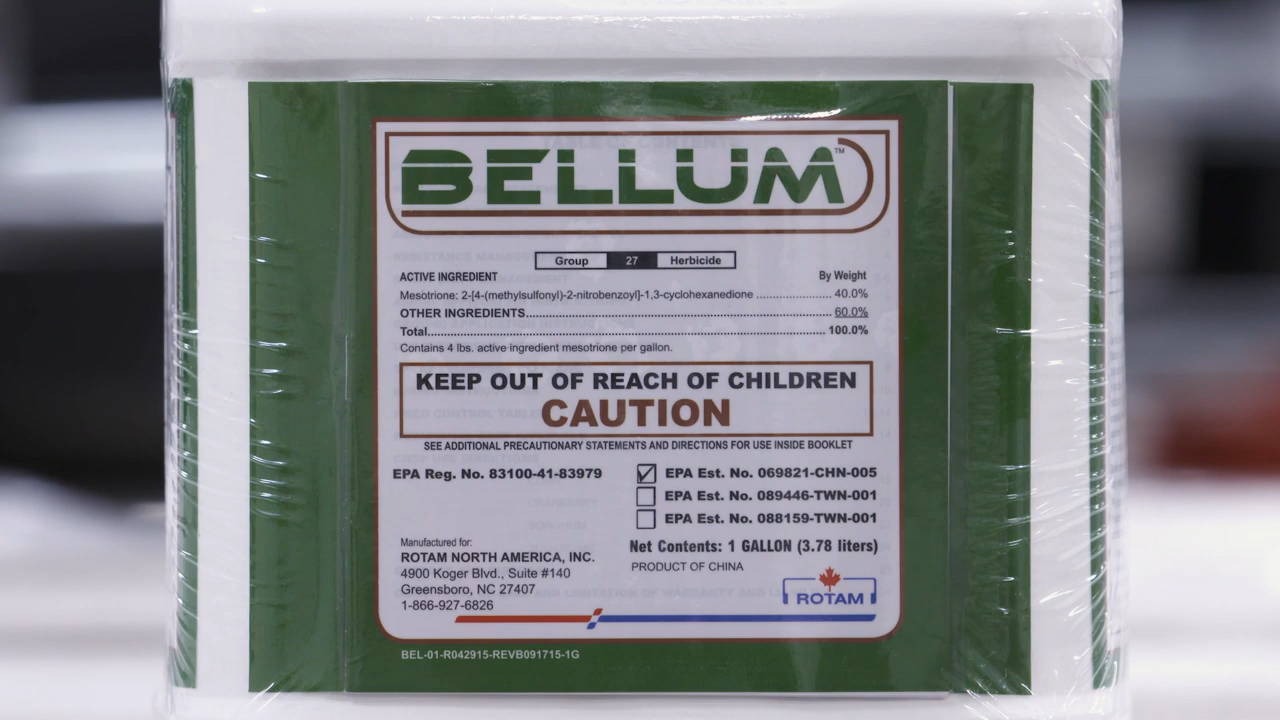 BELLUM™
Group 27 Herbicide
ACTIVE INGREDIENT By Weight
Mesotrione: 2-[4-(methylsulfonyl)-2-nitrobenzoyl]-1,3-cyclohexanedione ..................... 40.0%
OTHER INGREDIENTS..................................................................................... 60.0%
Total.................................................................................................................. 100.0%
Contains 4 lbs. active ingredient mesotrione per gallon.
KEEP OUT OF REACH OF CHILDREN
CAUTION
SEE ADDITIONAL PRECAUTIONARY STATEMENTS AND DIRECTIONS FOR USE INSIDE BOOKLET
EPA Reg. No. 83100-41-83979
EPA Est. No. 069821-CHN-005
EPA Est. No. 089446-TWN-001
EPA Est. No. 088159-TWN-001
Net Contents: 1 GALLON (3.78 liters)
PRODUCT OF CHINA
Manufactured for:
ROTAM NORTH AMERICA, INC.
4900 Koger Blvd., Suite #140
Greensboro, NC 27407
1-866-927-6826
ROTAM
BEL-01-R042915-REVB091715-1G